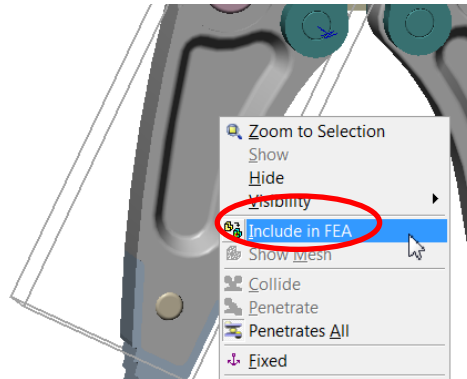 Zoom to Selection
Show
Hide
Visibility
Include in FEA
Show Mesh
Collide
Penetrate
Penetrates All
Fixed